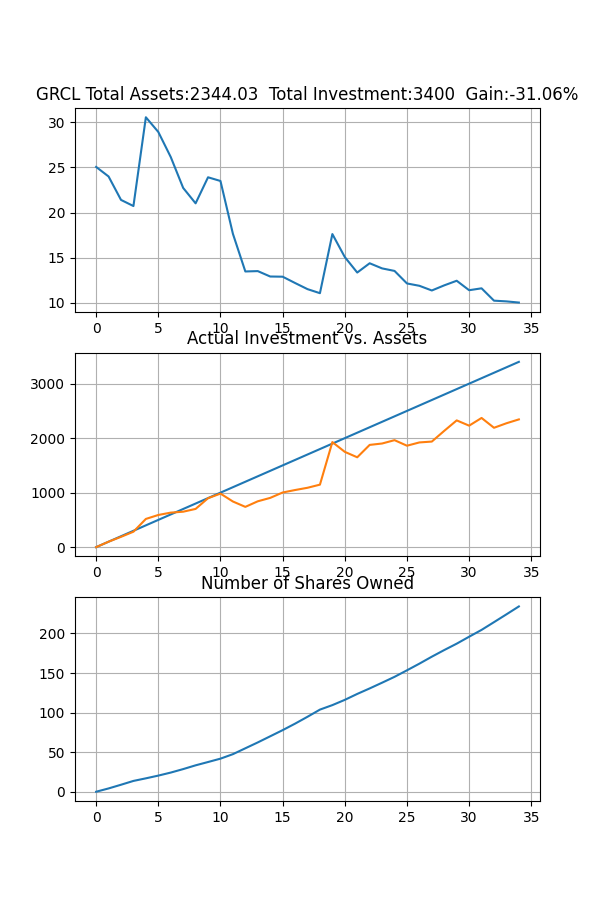 GRCL Total Assets:2344.03  Total Investment:3400  Gain:-31.06%
30
25
20
15
10
0 5 10 15 20 25 30 35
Actual Investment vs. Assets
3000
2000
1000
0
0 5 10 15 20 25 30 35
Number of Shares Owned
200
150
100
50
0
0 5 10 15 20 25 30 35